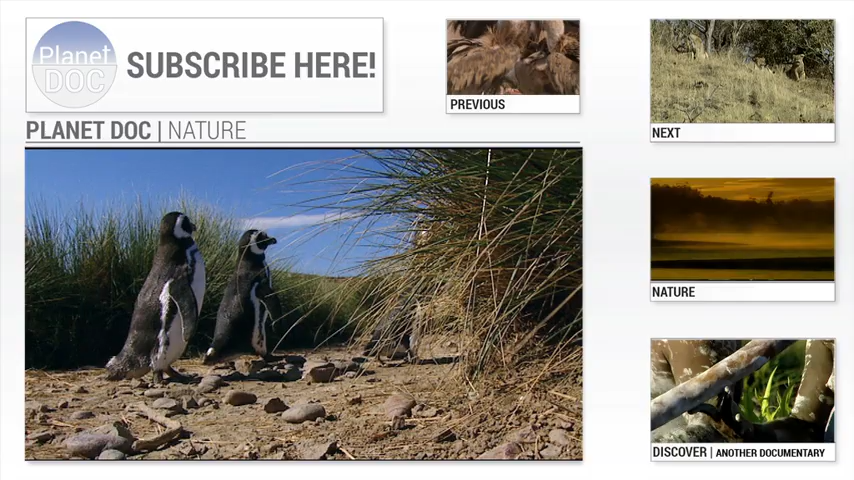 Planet
DOC
SUBSCRIBE HERE!
PREVIOUS
PLANET DOC | NATURE
NEXT
NATURE
DISCOVER | ANOTHER DOCUMENTARY